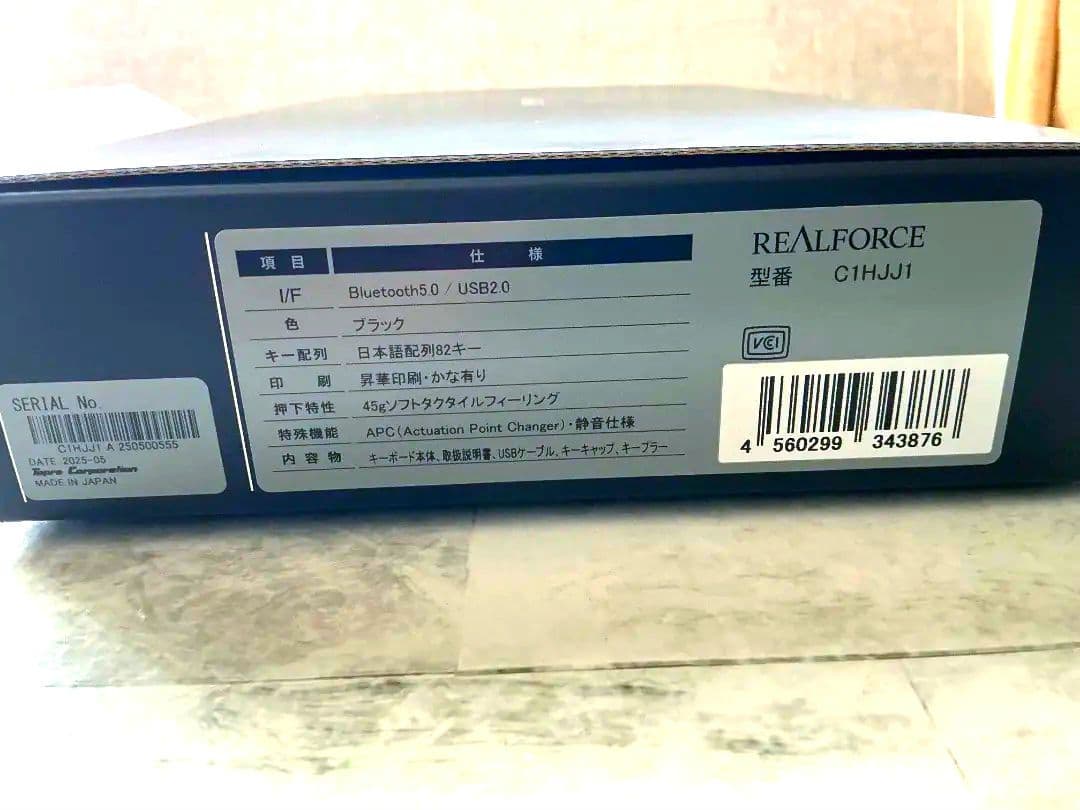 REALFORCE
型番 C1HJJ1
項目 仕様
I/F Bluetooth5.0 / USB2.0
色 ブラック
キー配列 日本語配列82キー
印刷 昇華印刷・かな有り
押下特性 45gソフトタクタイルフィーリング
特殊機能 APC(Actuation Point Changer)・静音仕様
内容物 キーボード本体、取扱説明書、USBケーブル、キーキャップ、キープラー
VCCI
4 560299 343876
SERIAL No.
C1HJJ1 A 250500555
DATE 2025-05
Topre Corporation
MADE IN JAPAN